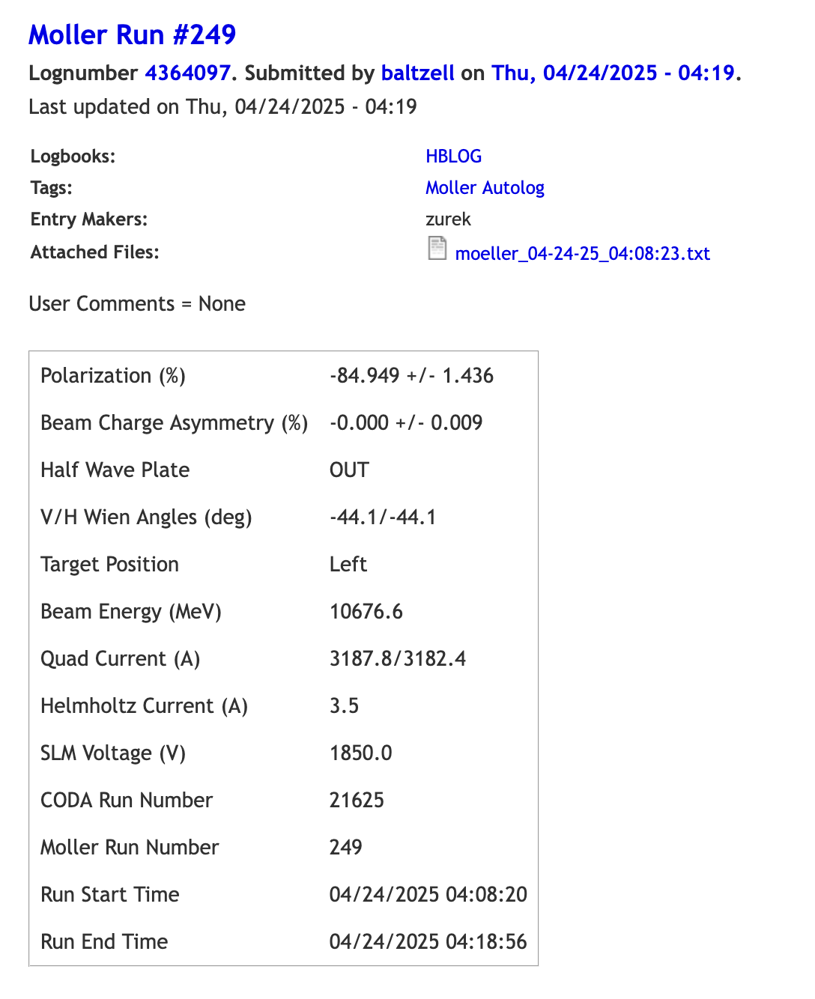 Moller Run #249
Lognumber 4364097. Submitted by baltzell on Thu, 04/24/2025 - 04:19.
Last updated on Thu, 04/24/2025 - 04:19
Logbooks: HBLOG
Tags: Moller Autolog
Entry Makers: zurek
Attached Files: moeller_04-24-25_04:08:23.txt
User Comments = None
Polarization (%) -84.949 +/- 1.436
Beam Charge Asymmetry (%) -0.000 +/- 0.009
Half Wave Plate OUT
V/H Wien Angles (deg) -44.1/-44.1
Target Position Left
Beam Energy (MeV) 10676.6
Quad Current (A) 3187.8/3182.4
Helmholtz Current (A) 3.5
SLM Voltage (V) 1850.0
CODA Run Number 21625
Moller Run Number 249
Run Start Time 04/24/2025 04:08:20
Run End Time 04/24/2025 04:18:56